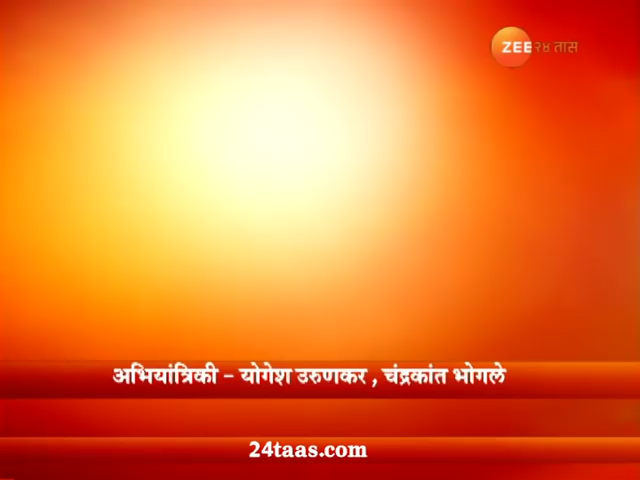 ZEE २४ तास
अभियांत्रिकी - योगेश उरुणकर , चंद्रकांत भोगले
24taas.com